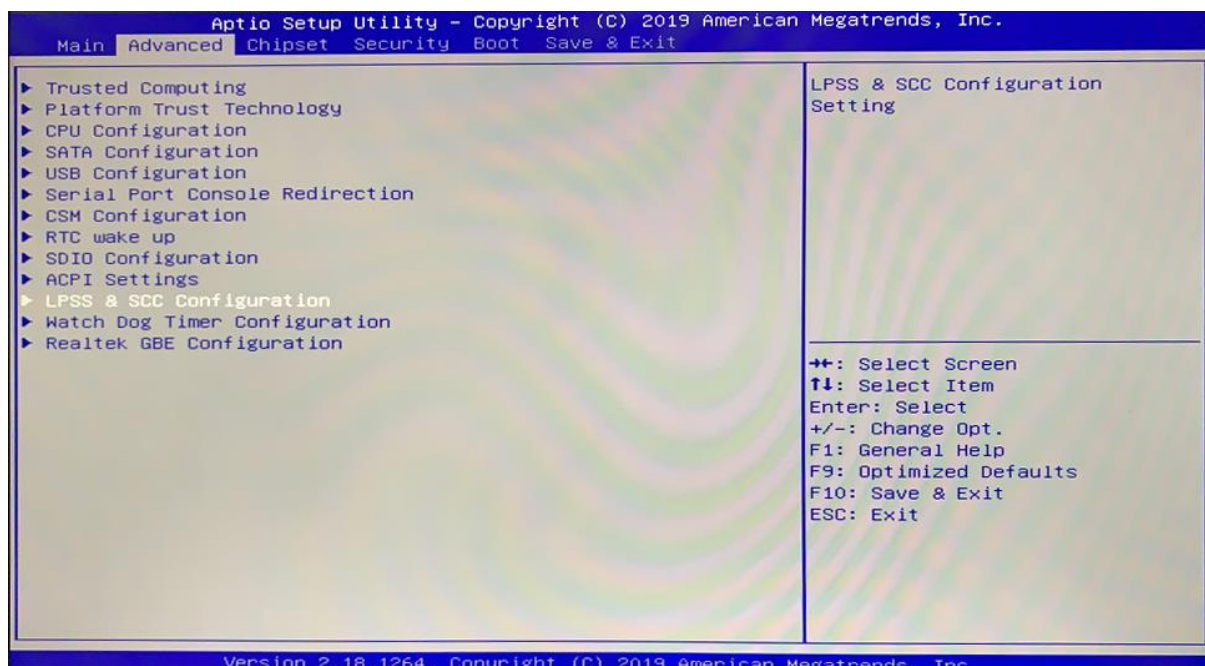 Aptio Setup Utility – Copyright (C) 2019 American Megatrends, Inc.
Main Advanced Chipset Security Boot Save & Exit
▶ Trusted Computing
▶ Platform Trust Technology
▶ CPU Configuration
▶ SATA Configuration
▶ USB Configuration
▶ Serial Port Console Redirection
▶ CSM Configuration
▶ RTC wake up
▶ SDIO Configuration
▶ ACPI Settings
▶ LPSS & SCC Configuration
▶ Watch Dog Timer Configuration
▶ Realtek GBE Configuration
LPSS & SCC Configuration
Setting
→←: Select Screen
↑↓: Select Item
Enter: Select
+/-: Change Opt.
F1: General Help
F9: Optimized Defaults
F10: Save & Exit
ESC: Exit
Version 2.18.1264. Copyright (C) 2019 American Megatrends, Inc.